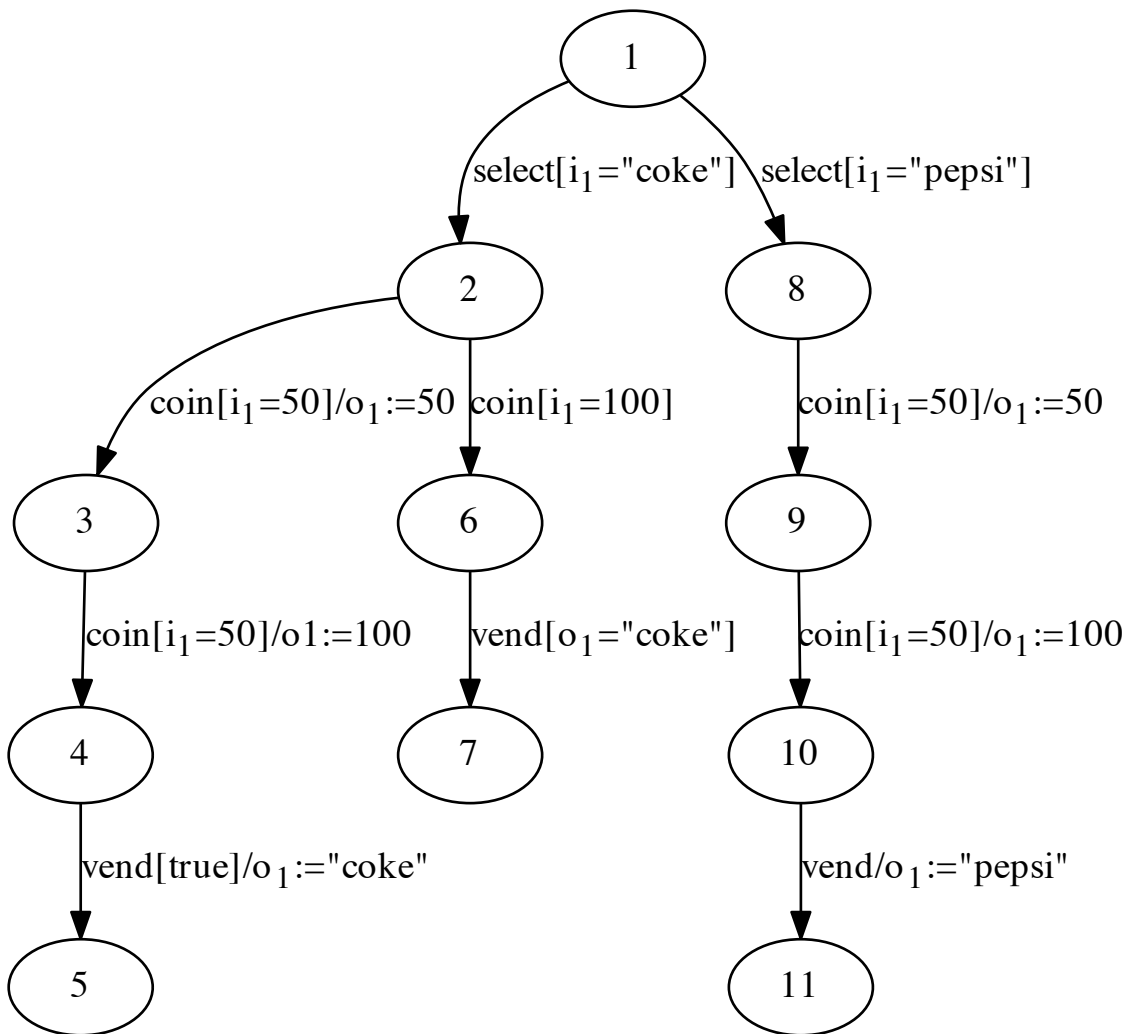 1
select[i₁="coke"] select[i₁="pepsi"]
2 8
coin[i₁=50]/o₁:=50 coin[i₁=100] coin[i₁=50]/o₁:=50
3 6 9
coin[i₁=50]/o1:=100 vend[o₁="coke"] coin[i₁=50]/o₁:=100
4 7 10
vend[true]/o₁:="coke" vend/o₁:="pepsi"
5 11